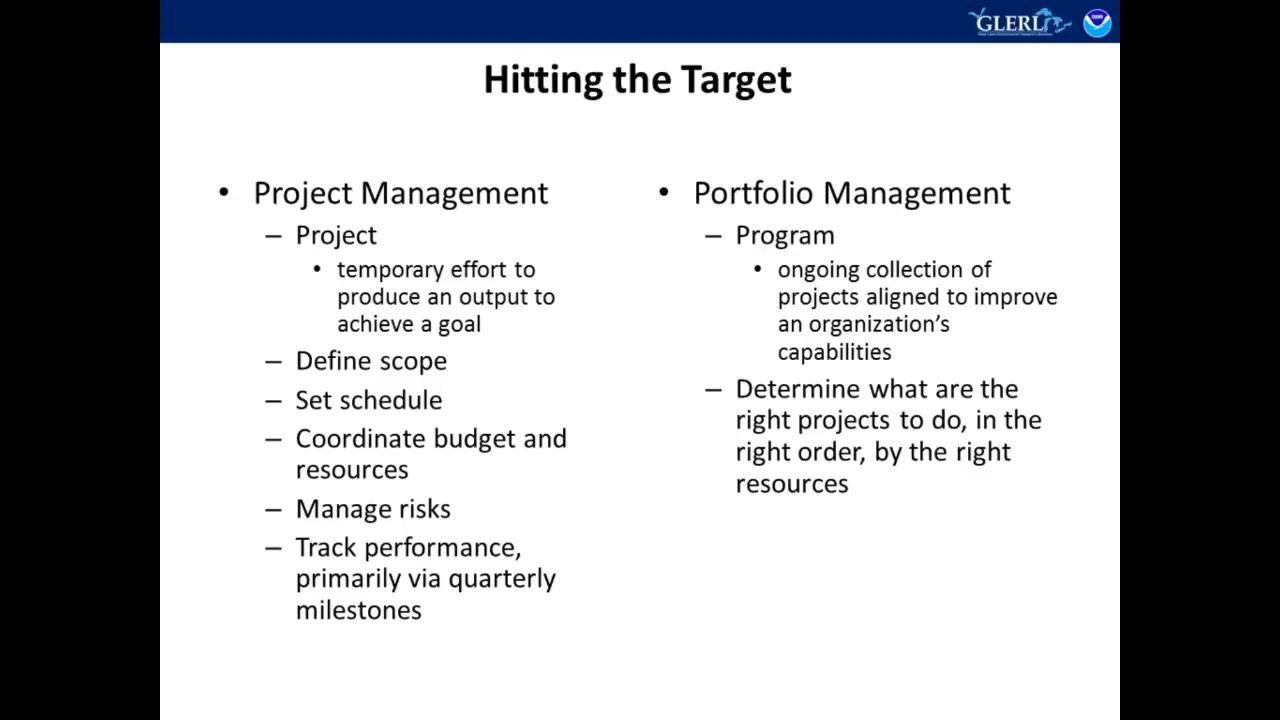 GLERL
Hitting the Target
• Project Management
– Project
• temporary effort to
produce an output to
achieve a goal
– Define scope
– Set schedule
– Coordinate budget and
resources
– Manage risks
– Track performance,
primarily via quarterly
milestones
• Portfolio Management
– Program
• ongoing collection of
projects aligned to improve
an organization’s
capabilities
– Determine what are the
right projects to do, in the
right order, by the right
resources